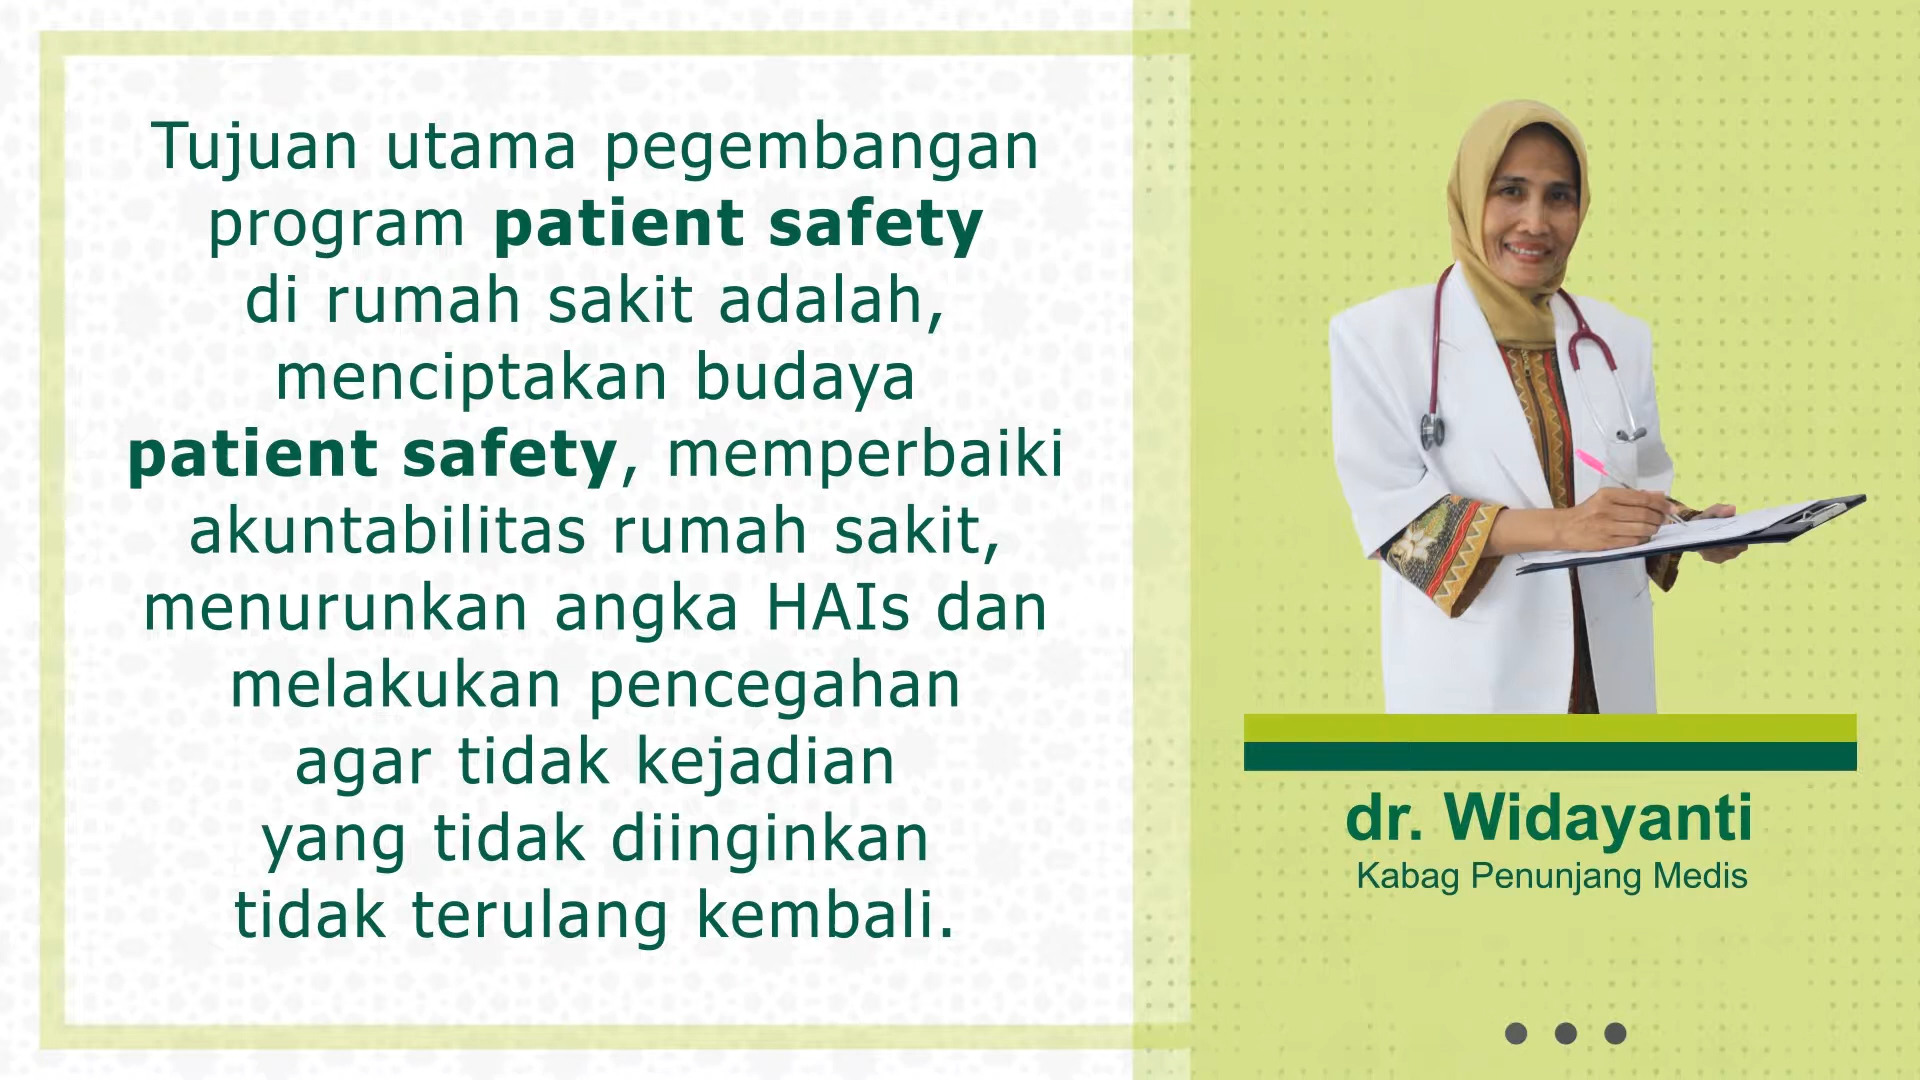 Tujuan utama pegembangan
program patient safety
di rumah sakit adalah,
menciptakan budaya
patient safety, memperbaiki
akuntabilitas rumah sakit,
menurunkan angka HAIs dan
melakukan pencegahan
agar tidak kejadian
yang tidak diinginkan
tidak terulang kembali.
dr. Widayanti
Kabag Penunjang Medis